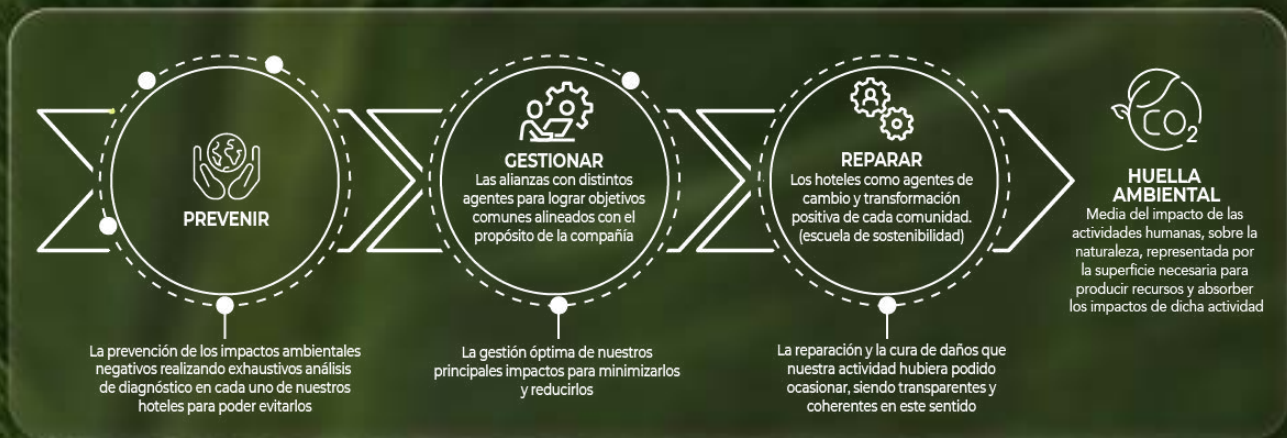 PREVENIR
La prevención de los impactos ambientales
negativos realizando exhaustivos análisis
de diagnóstico en cada uno de nuestros
hoteles para poder evitarlos
GESTIONAR
Las alianzas con distintos
agentes para lograr objetivos
comunes alineados con el
propósito de la compañía
La gestión óptima de nuestros
principales impactos para minimizarlos
y reducirlos
REPARAR
Los hoteles como agentes de
cambio y transformación
positiva de cada comunidad.
(escuela de sostenibilidad)
La reparación y la cura de daños que
nuestra actividad hubiera podido
ocasionar, siendo transparentes y
coherentes en este sentido
CO2
HUELLA
AMBIENTAL
Media del impacto de las
actividades humanas, sobre la
naturaleza, representada por
la superficie necesaria para
producir recursos y absorber
los impactos de dicha actividad